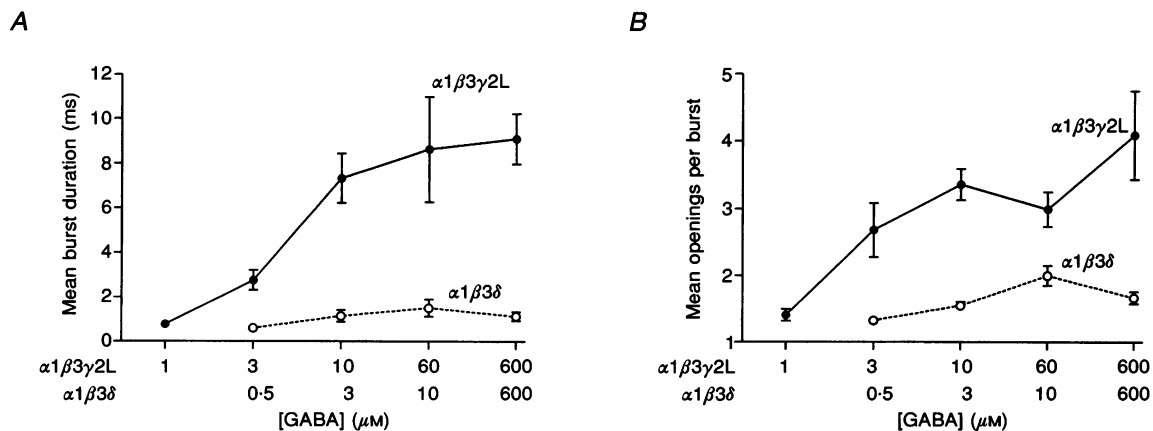 A
Mean burst duration (ms)
12
10
8
6
4
2
0
α1β3γ2L
α1β3δ
α1β3γ2L 1 3 10 60 600
α1β3δ 0·5 3 10 600
[GABA] (μM)
B
Mean openings per burst
5
4
3
2
1
α1β3γ2L
α1β3δ
α1β3γ2L 1 3 10 60 600
α1β3δ 0·5 3 10 600
[GABA] (μM)